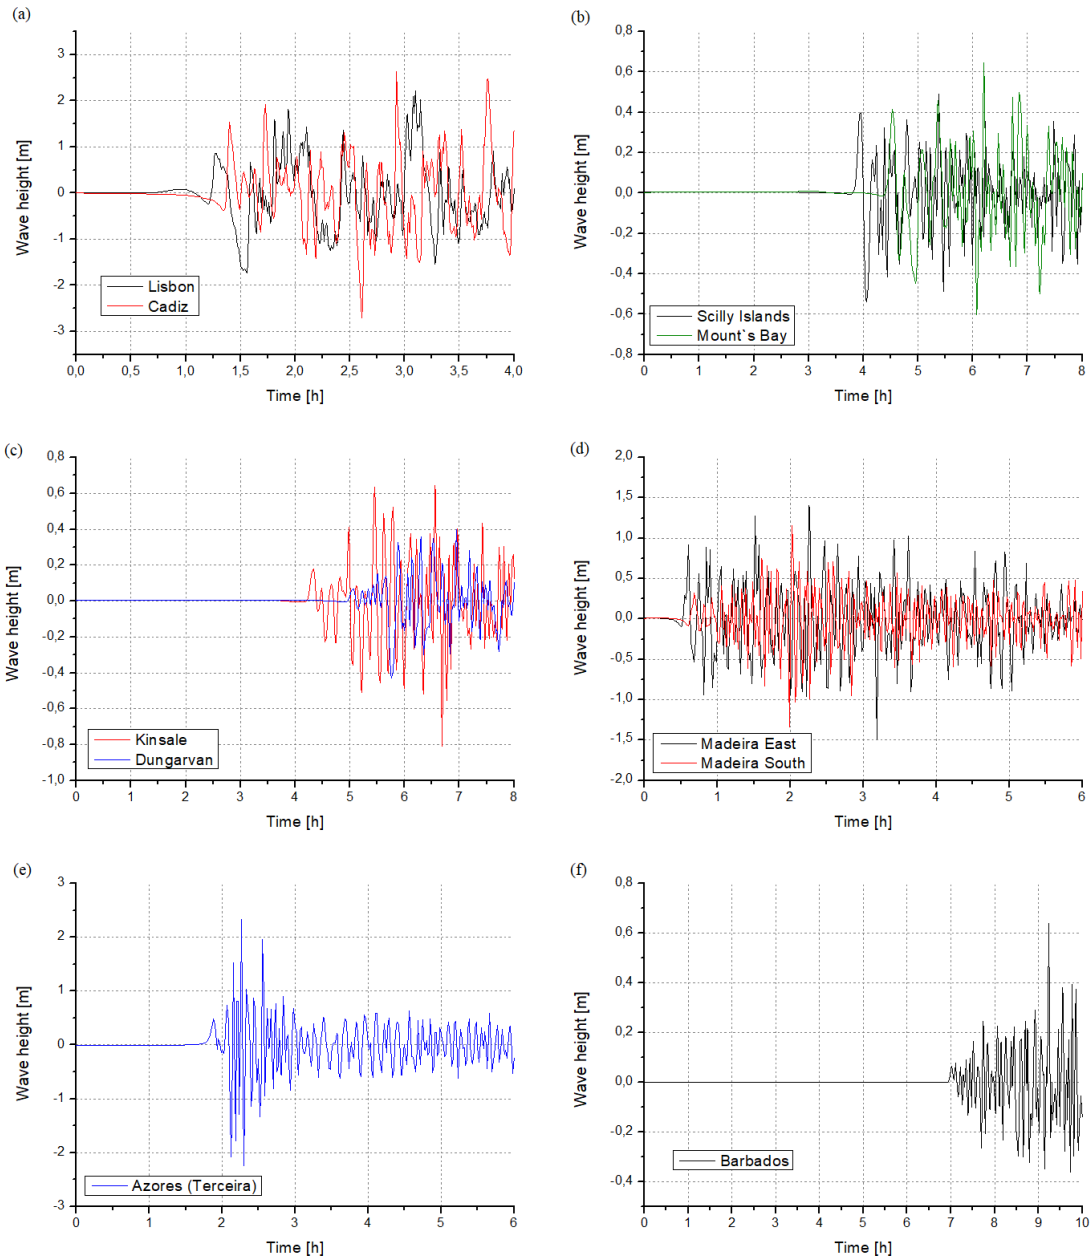 (a)
Wave height [m]
3
2
1
0
-1
-2
-3
Lisbon
Cadiz
0,0 0,5 1,0 1,5 2,0 2,5 3,0 3,5 4,0
Time [h]
(b)
Wave height [m]
0,8
0,6
0,4
0,2
0,0
-0,2
-0,4
-0,6
-0,8
Scilly Islands
Mount`s Bay
0 1 2 3 4 5 6 7 8
Time [h]
(c)
Wave height [m]
0,8
0,6
0,4
0,2
0,0
-0,2
-0,4
-0,6
-0,8
-1,0
Kinsale
Dungarvan
0 1 2 3 4 5 6 7 8
Time [h]
(d)
Wave height [m]
2,0
1,5
1,0
0,5
0,0
-0,5
-1,0
-1,5
-2,0
Madeira East
Madeira South
0 1 2 3 4 5 6
Time [h]
(e)
Wave height [m]
3
2
1
0
-1
-2
-3
Azores (Terceira)
0 1 2 3 4 5 6
Time [h]
(f)
Wave height [m]
0,8
0,6
0,4
0,2
0,0
-0,2
-0,4
Barbados
0 1 2 3 4 5 6 7 8 9 10
Time [h]